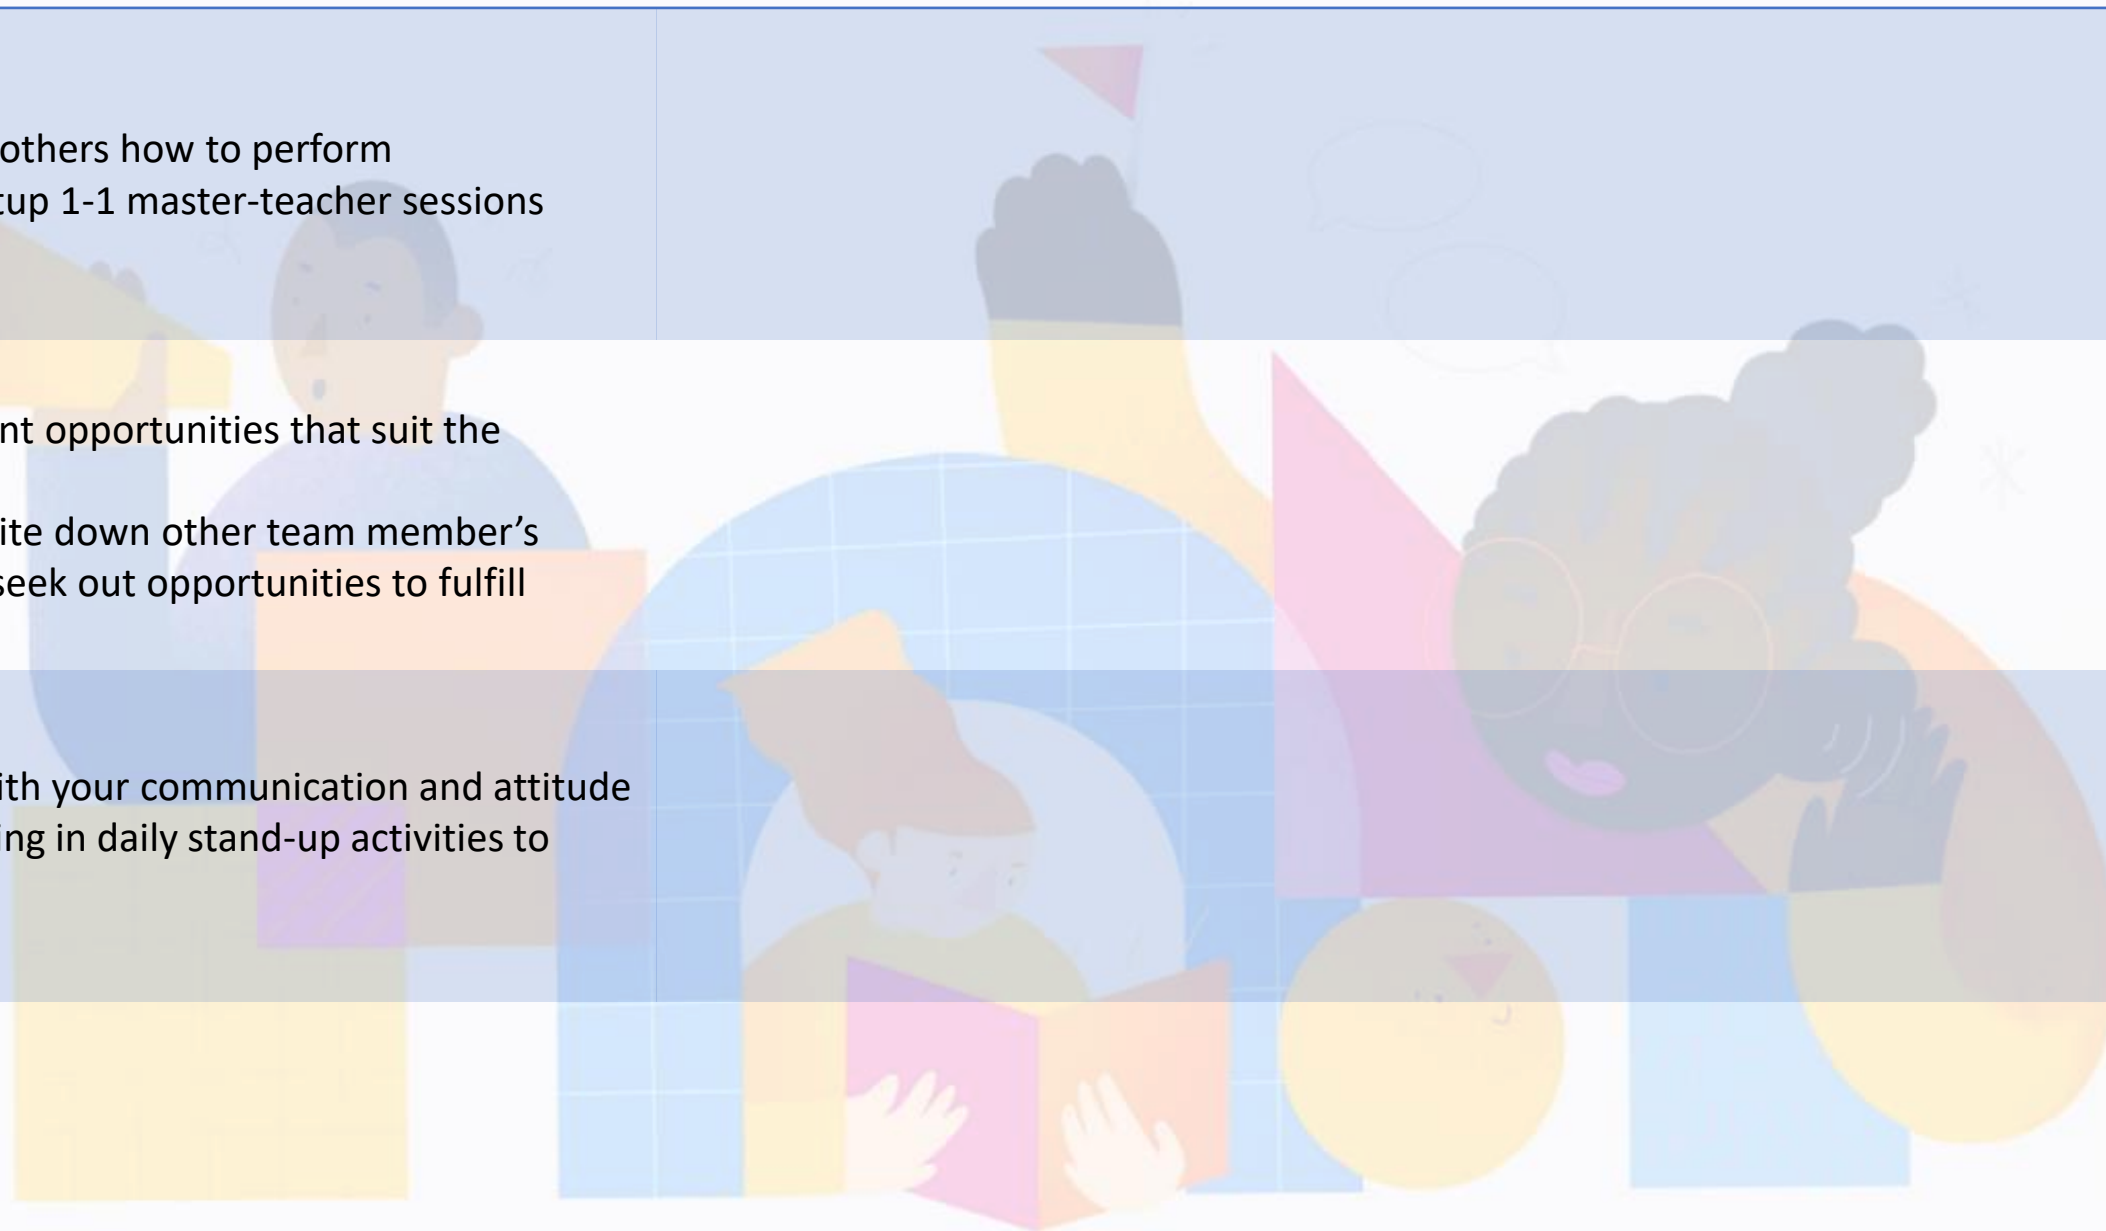 others how to perform
tup 1-1 master-teacher sessions
nt opportunities that suit the
ite down other team member’s
seek out opportunities to fulfill
ith your communication and attitude
ing in daily stand-up activities to